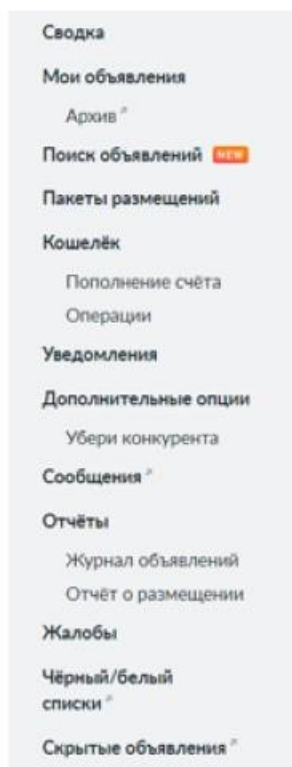 Сводка
Мои объявления
Архив
Поиск объявлений NEW
Пакеты размещений
Кошелёк
Пополнение счёта
Операции
Уведомления
Дополнительные опции
Убери конкурента
Сообщения
Отчёты
Журнал объявлений
Отчёт о размещении
Жалобы
Чёрный/белый
списки
Скрытые объявления